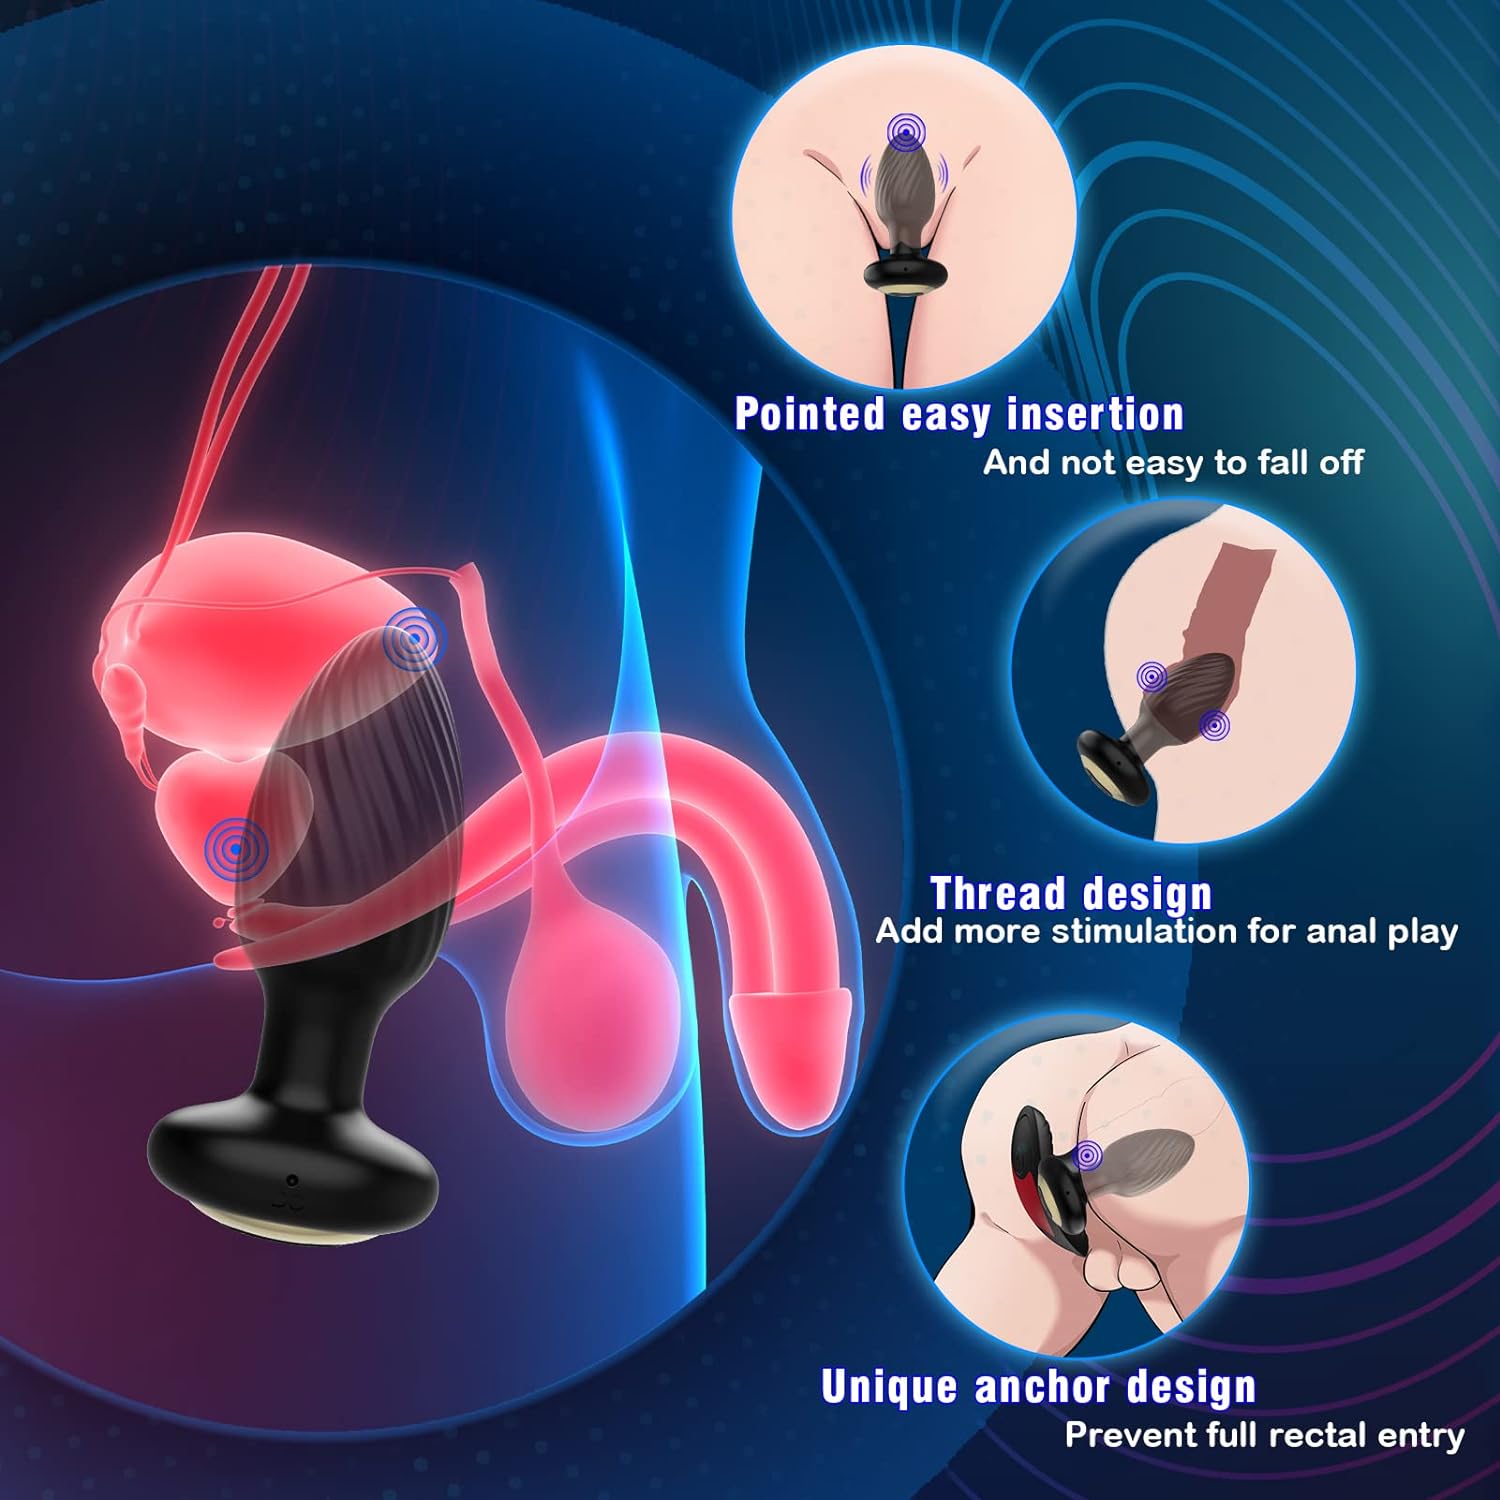 Pointed easy insertion
And not easy to fall off
Thread design
Add more stimulation for anal play
Unique anchor design
Prevent full rectal entry